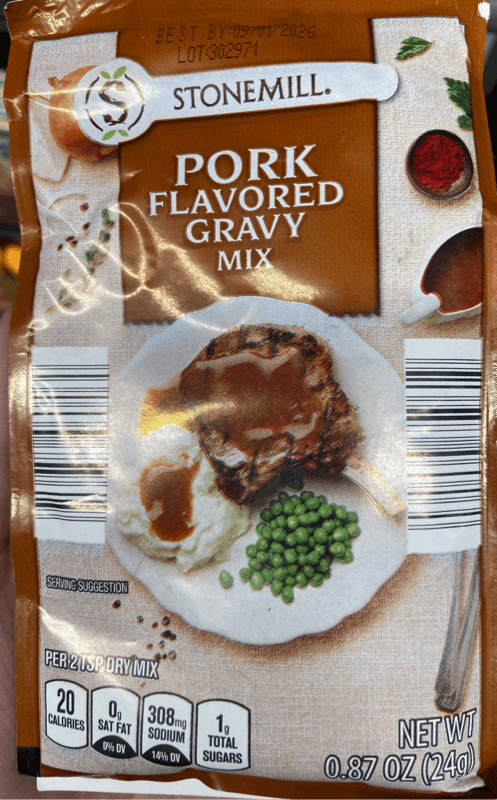 BEST BY:09/01/2026
LOT:302971
S
STONEMILL.
PORK
FLAVORED
GRAVY
MIX
SERVING SUGGESTION
PER 2 TSP DRY MIX
20
CALORIES
0g
SAT FAT
0% DV
308mg
SODIUM
14% DV
1g
TOTAL
SUGARS
NET WT
0.87 OZ (24g)